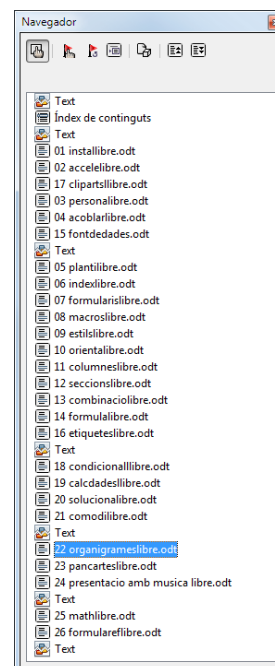 Navegador
Text
Índex de continguts
Text
01 installibre.odt
02 accelelibre.odt
17 clipartsllibre.odt
03 personalibre.odt
04 acoblarlibre.odt
15 fontdedades.odt
Text
05 plantilibre.odt
06 indexlibre.odt
07 formularislibre.odt
08 macroslibre.odt
09 estilslibre.odt
10 orientalibre.odt
11 columneslibre.odt
12 seccionslibre.odt
13 combinaciolibre.odt
14 formulalibre.odt
16 etiqueteslibre.odt
Text
18 condicionalllibre.odt
19 calcdadesllibre.odt
20 solucionalibre.odt
21 comodilibre.odt
Text
22 organigrameslibre.odt
23 pancarteslibre.odt
24 presentacio amb musica libre.odt
Text
25 mathlibre.odt
26 formulareflibre.odt
Text